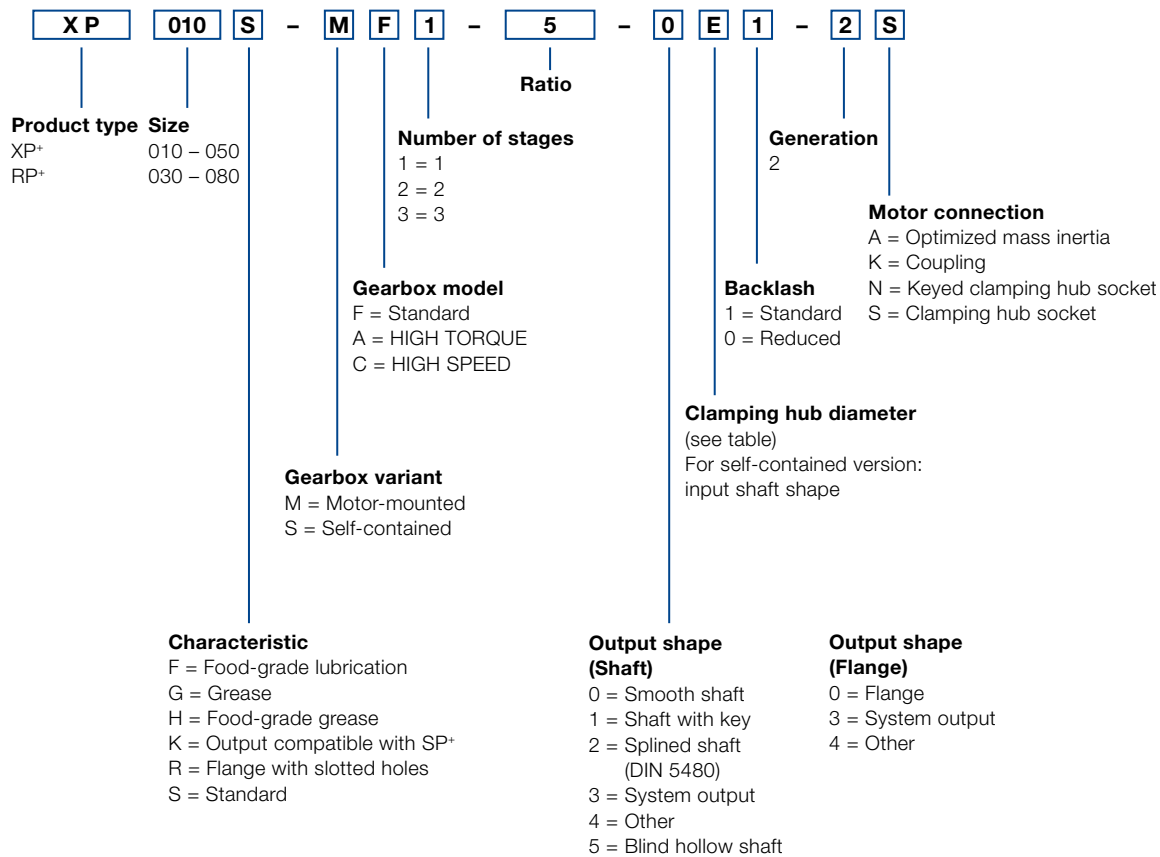 X P 010 S – M F 1 – 5 – 0 E 1 – 2 S
Ratio
Product type
XP+
RP+
Size
010 – 050
030 – 080
Number of stages
1 = 1
2 = 2
3 = 3
Generation
2
Motor connection
A = Optimized mass inertia
K = Coupling
N = Keyed clamping hub socket
S = Clamping hub socket
Gearbox model
F = Standard
A = HIGH TORQUE
C = HIGH SPEED
Backlash
1 = Standard
0 = Reduced
Clamping hub diameter
(see table)
For self-contained version:
input shaft shape
Gearbox variant
M = Motor-mounted
S = Self-contained
Characteristic
F = Food-grade lubrication
G = Grease
H = Food-grade grease
K = Output compatible with SP+
R = Flange with slotted holes
S = Standard
Output shape
(Shaft)
0 = Smooth shaft
1 = Shaft with key
2 = Splined shaft
(DIN 5480)
3 = System output
4 = Other
5 = Blind hollow shaft
Output shape
(Flange)
0 = Flange
3 = System output
4 = Other